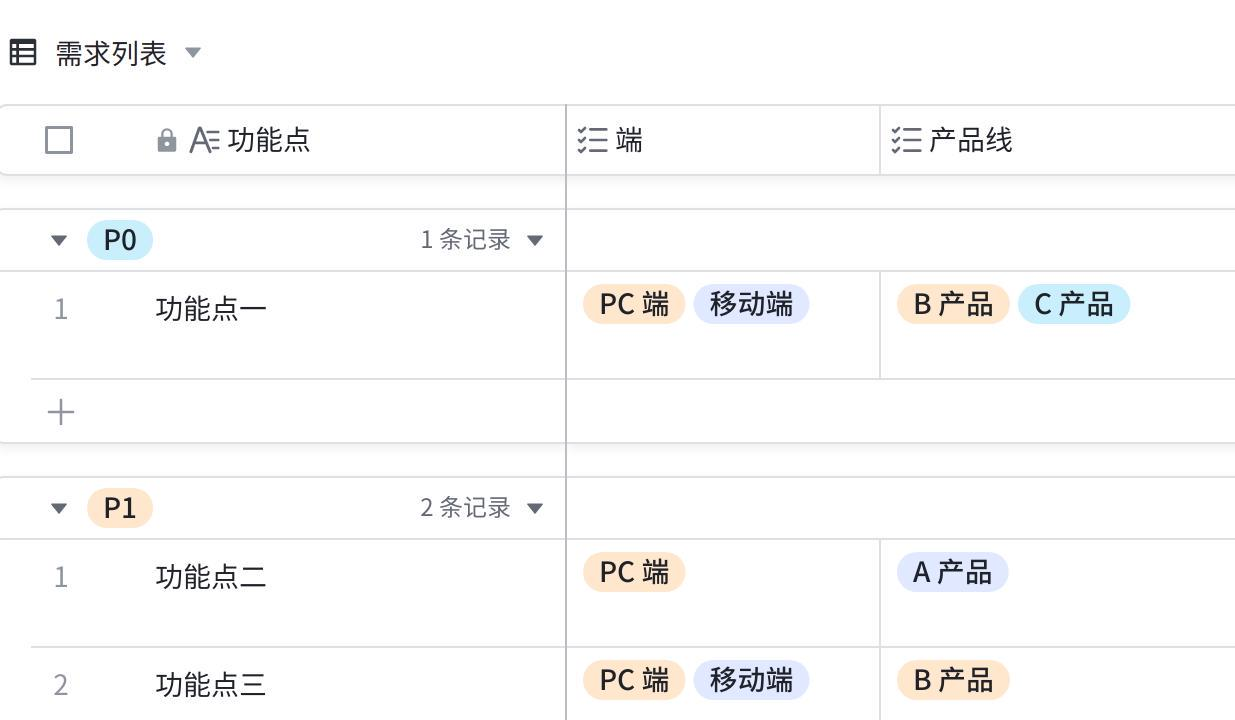 需求列表
功能点 端 产品线
P0 1 条记录
1 功能点一 PC 端 移动端 B 产品 C 产品
P1 2 条记录
1 功能点二 PC 端 A 产品
2 功能点三 PC 端 移动端 B 产品